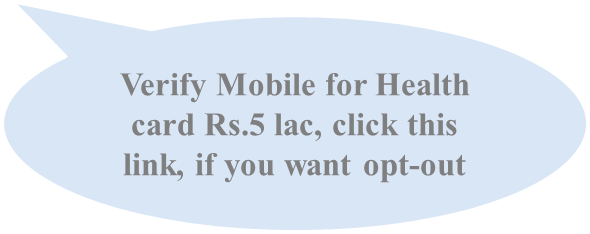 Verify Mobile for Health
card Rs.5 lac, click this
link, if you want opt-out